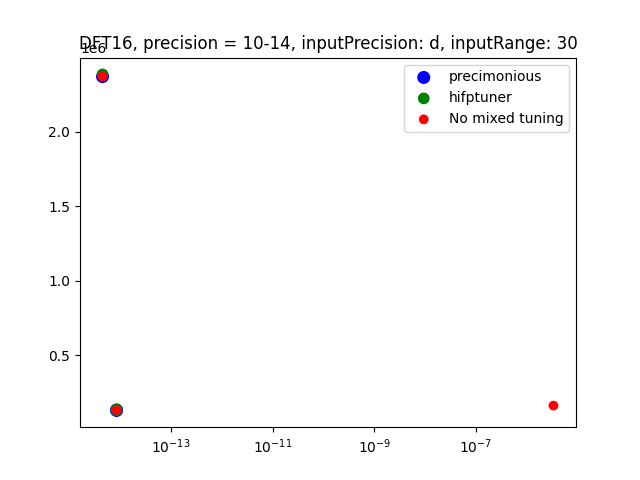 DFT16, precision = 10-14, inputPrecision: d, inputRange: 30
1e6
precimonious
hifptuner
No mixed tuning
2.0
1.5
1.0
0.5
10⁻¹³ 10⁻¹¹ 10⁻⁹ 10⁻⁷